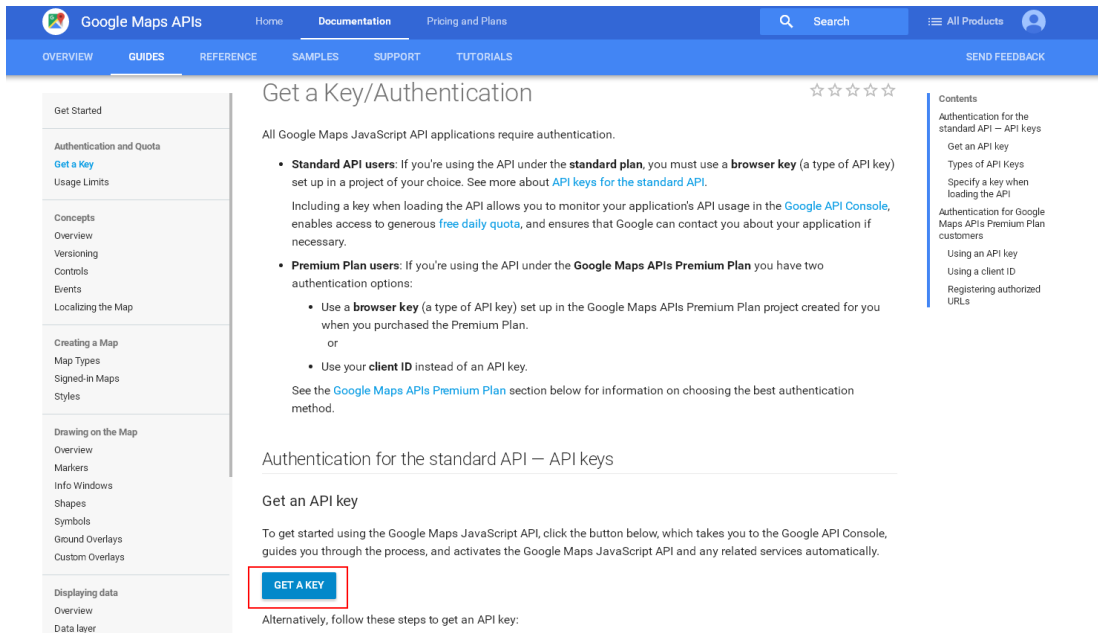 Google Maps APIs
Home
Documentation
Pricing and Plans
Search
All Products
OVERVIEW
GUIDES
REFERENCE
SAMPLES
SUPPORT
TUTORIALS
SEND FEEDBACK
Get Started
Authentication and Quota
Get a Key
Usage Limits
Concepts
Overview
Versioning
Controls
Events
Localizing the Map
Creating a Map
Map Types
Signed-in Maps
Styles
Drawing on the Map
Overview
Markers
Info Windows
Shapes
Symbols
Ground Overlays
Custom Overlays
Displaying data
Overview
Data layer
Get a Key/Authentication
All Google Maps JavaScript API applications require authentication.
• Standard API users: If you're using the API under the standard plan, you must use a browser key (a type of API key)
set up in a project of your choice. See more about API keys for the standard API.
Including a key when loading the API allows you to monitor your application's API usage in the Google API Console,
enables access to generous free daily quota, and ensures that Google can contact you about your application if
necessary.
• Premium Plan users: If you're using the API under the Google Maps APIs Premium Plan you have two
authentication options:
• Use a browser key (a type of API key) set up in the Google Maps APIs Premium Plan project created for you
when you purchased the Premium Plan.
or
• Use your client ID instead of an API key.
See the Google Maps APIs Premium Plan section below for information on choosing the best authentication
method.
Authentication for the standard API — API keys
Get an API key
To get started using the Google Maps JavaScript API, click the button below, which takes you to the Google API Console,
guides you through the process, and activates the Google Maps JavaScript API and any related services automatically.
GET A KEY
Alternatively, follow these steps to get an API key:
Contents
Authentication for the
standard API — API keys
Get an API key
Types of API Keys
Specify a key when
loading the API
Authentication for Google
Maps APIs Premium Plan
customers
Using an API key
Using a client ID
Registering authorized
URLs